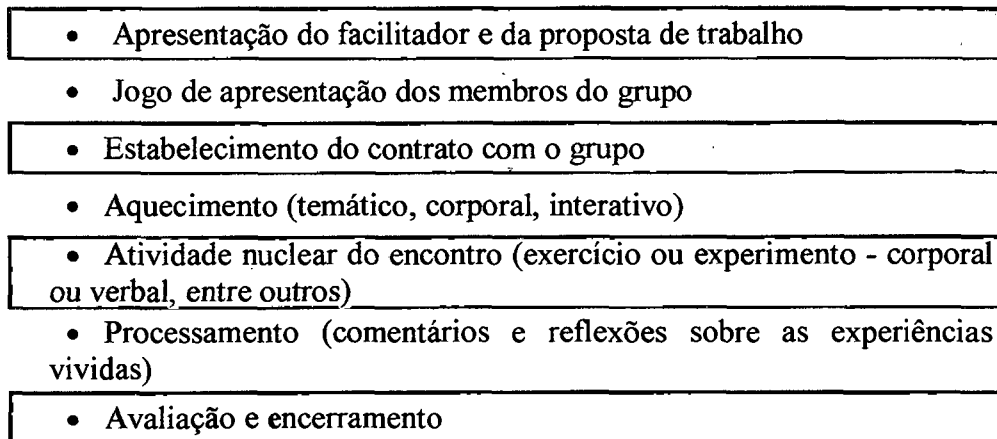 • Apresentação do facilitador e da proposta de trabalho
• Jogo de apresentação dos membros do grupo
• Estabelecimento do contrato com o grupo
• Aquecimento (temático, corporal, interativo)
• Atividade nuclear do encontro (exercício ou experimento - corporal
ou verbal, entre outros)
• Processamento (comentários e reflexões sobre as experiências
vividas)
• Avaliação e encerramento